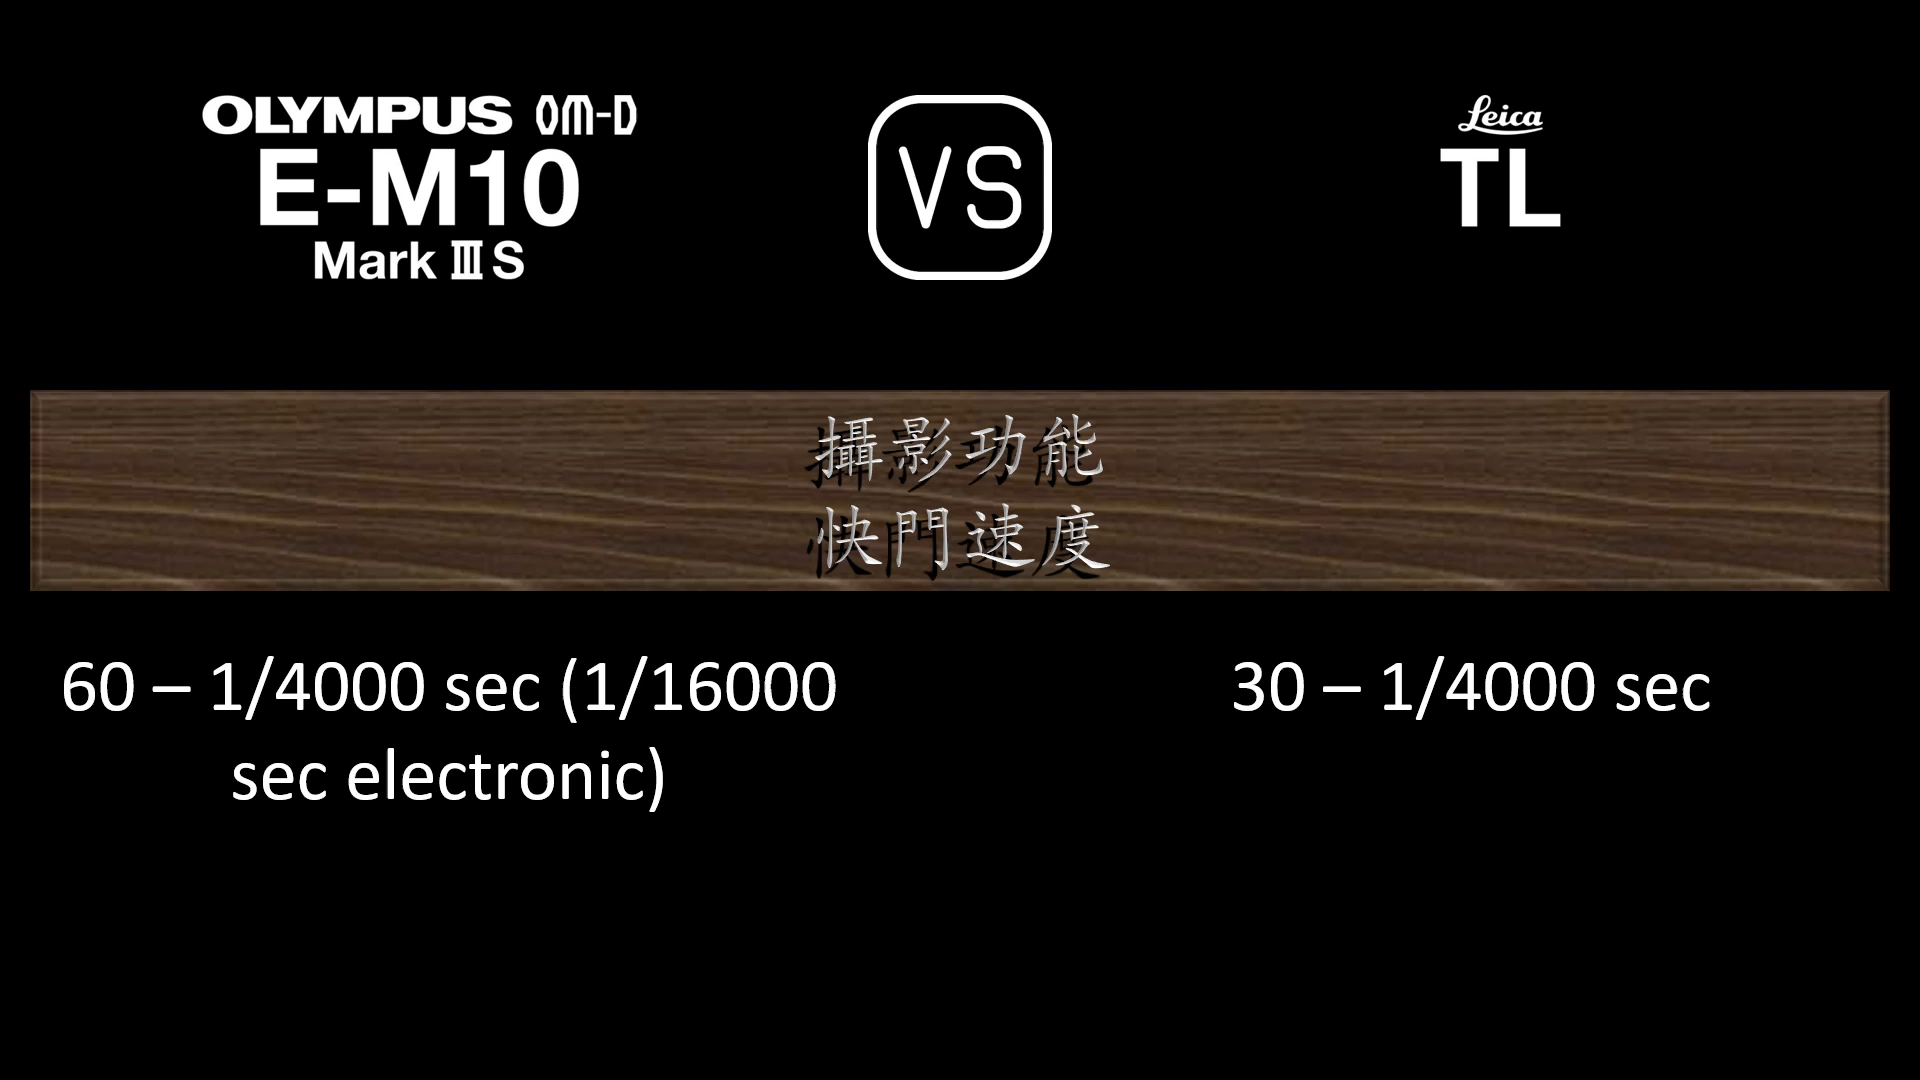 OLYMPUS OM-D
E-M10
Mark III S
VS
Leica
TL
攝影功能
快門速度
60 – 1/4000 sec (1/16000
sec electronic)
30 – 1/4000 sec